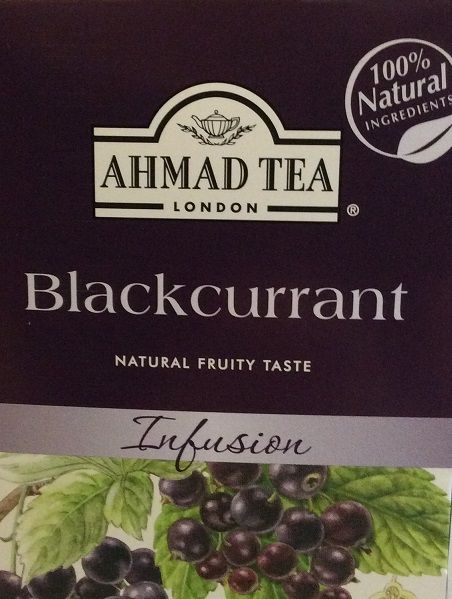 100%
Natural
INGREDIENTS
AHMAD TEA
LONDON
®
Blackcurrant
NATURAL FRUITY TASTE
Infusion